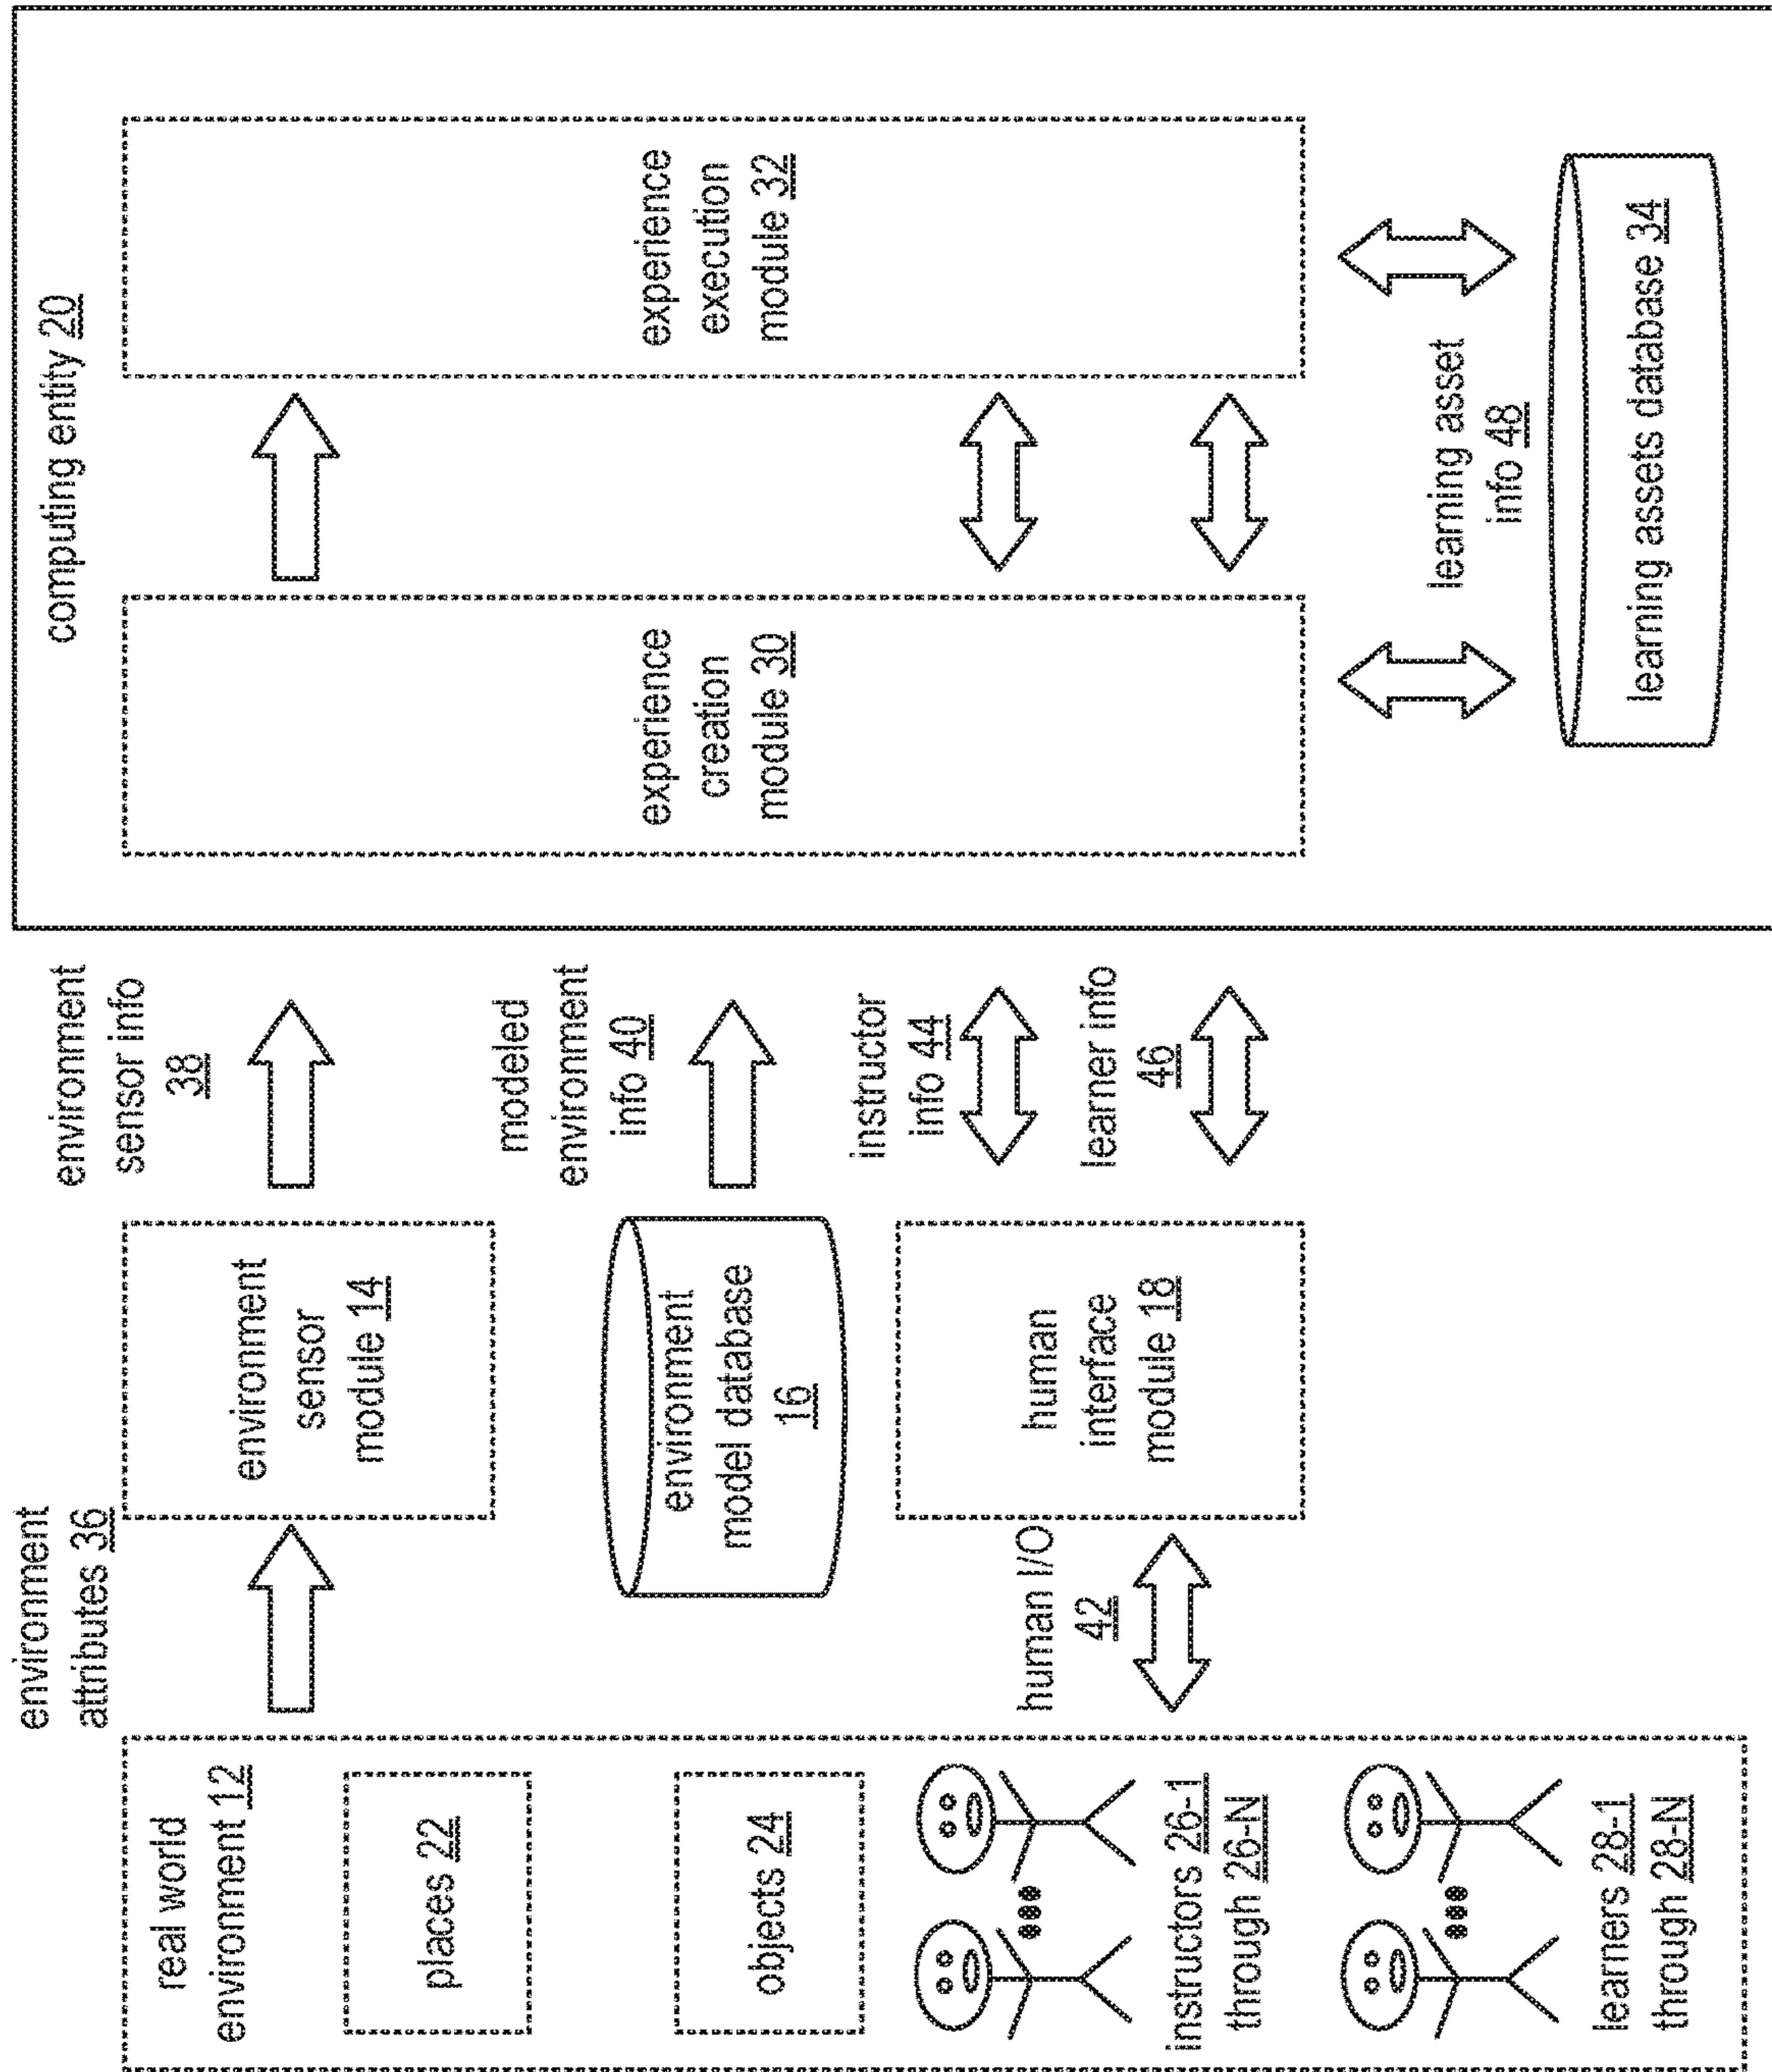 real world
environment 12
places 22
objects 24
instructors 26-1
through 26-N
learners 28-1
through 28-N
environment
attributes 36
human I/O
42
environment
sensor
module 14
environment
model database
16
human
interface
module 18
environment
sensor info
38
modeled
environment
info 40
instructor
info 44
learner info
46
computing entity 20
experience
creation
module 30
experience
execution
module 32
learning asset
info 48
learning assets database 34